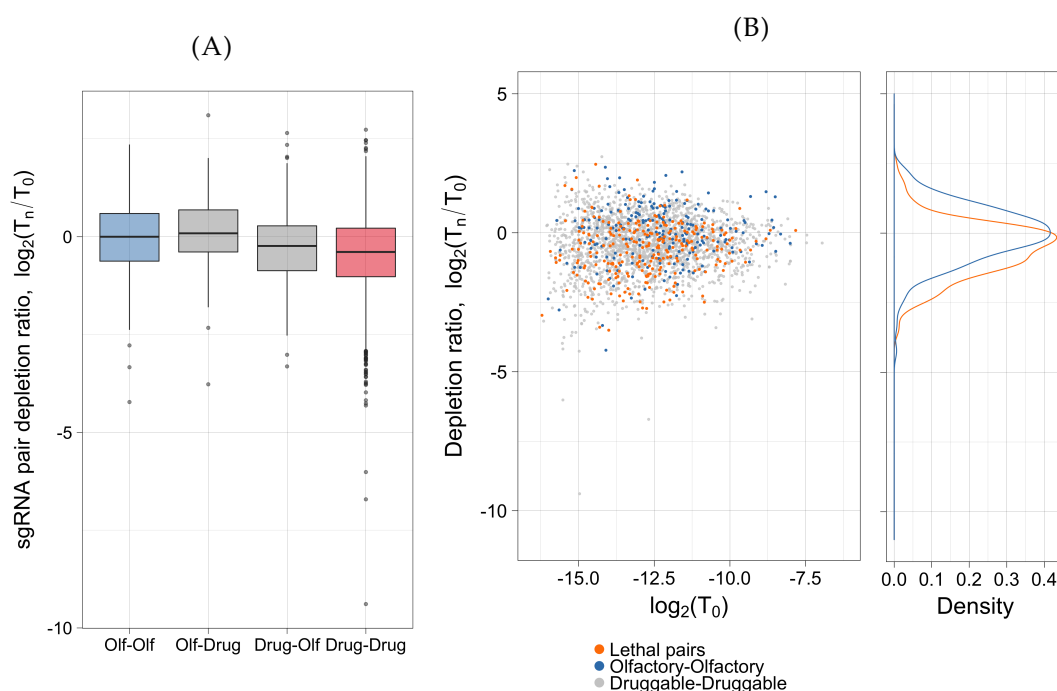 (A)
sgRNA pair depletion ratio, log₂(Tₙ/T₀)
0
-5
-10
Olf-Olf
Olf-Drug
Drug-Olf
Drug-Drug
(B)
Depletion ratio, log₂(Tₙ/T₀)
5
0
-5
-10
-15.0
-12.5
-10.0
-7.5
log₂(T₀)
0.0
0.1
0.2
0.3
0.4
Density
Lethal pairs
Olfactory-Olfactory
Druggable-Druggable